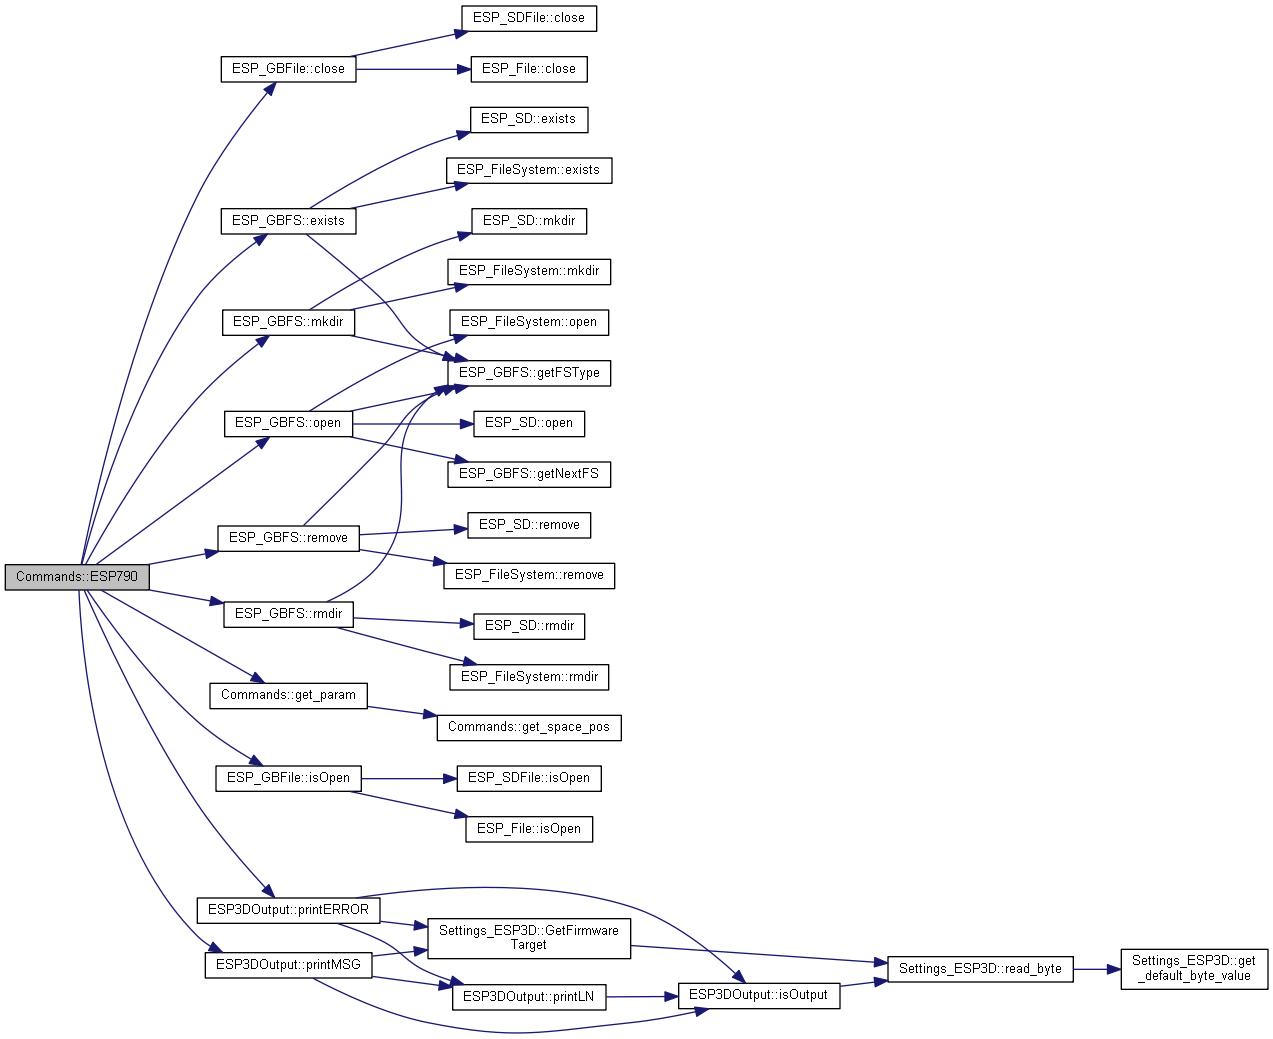 ESP_SDFile::close
ESP_GBFile::close
ESP_File::close
ESP_SD::exists
ESP_FileSystem::exists
ESP_GBFS::exists
ESP_SD::mkdir
ESP_FileSystem::mkdir
ESP_GBFS::mkdir
ESP_FileSystem::open
ESP_GBFS::getFSType
ESP_GBFS::open
ESP_SD::open
ESP_GBFS::getNextFS
ESP_SD::remove
ESP_GBFS::remove
ESP_FileSystem::remove
Commands::ESP790
ESP_GBFS::rmdir
ESP_SD::rmdir
ESP_FileSystem::rmdir
Commands::get_param
Commands::get_space_pos
ESP_GBFile::isOpen
ESP_SDFile::isOpen
ESP_File::isOpen
ESP3DOutput::printERROR
Settings_ESP3D::GetFirmware
Target
ESP3DOutput::printMSG
Settings_ESP3D::read_byte
Settings_ESP3D::get
_default_byte_value
ESP3DOutput::printLN
ESP3DOutput::isOutput